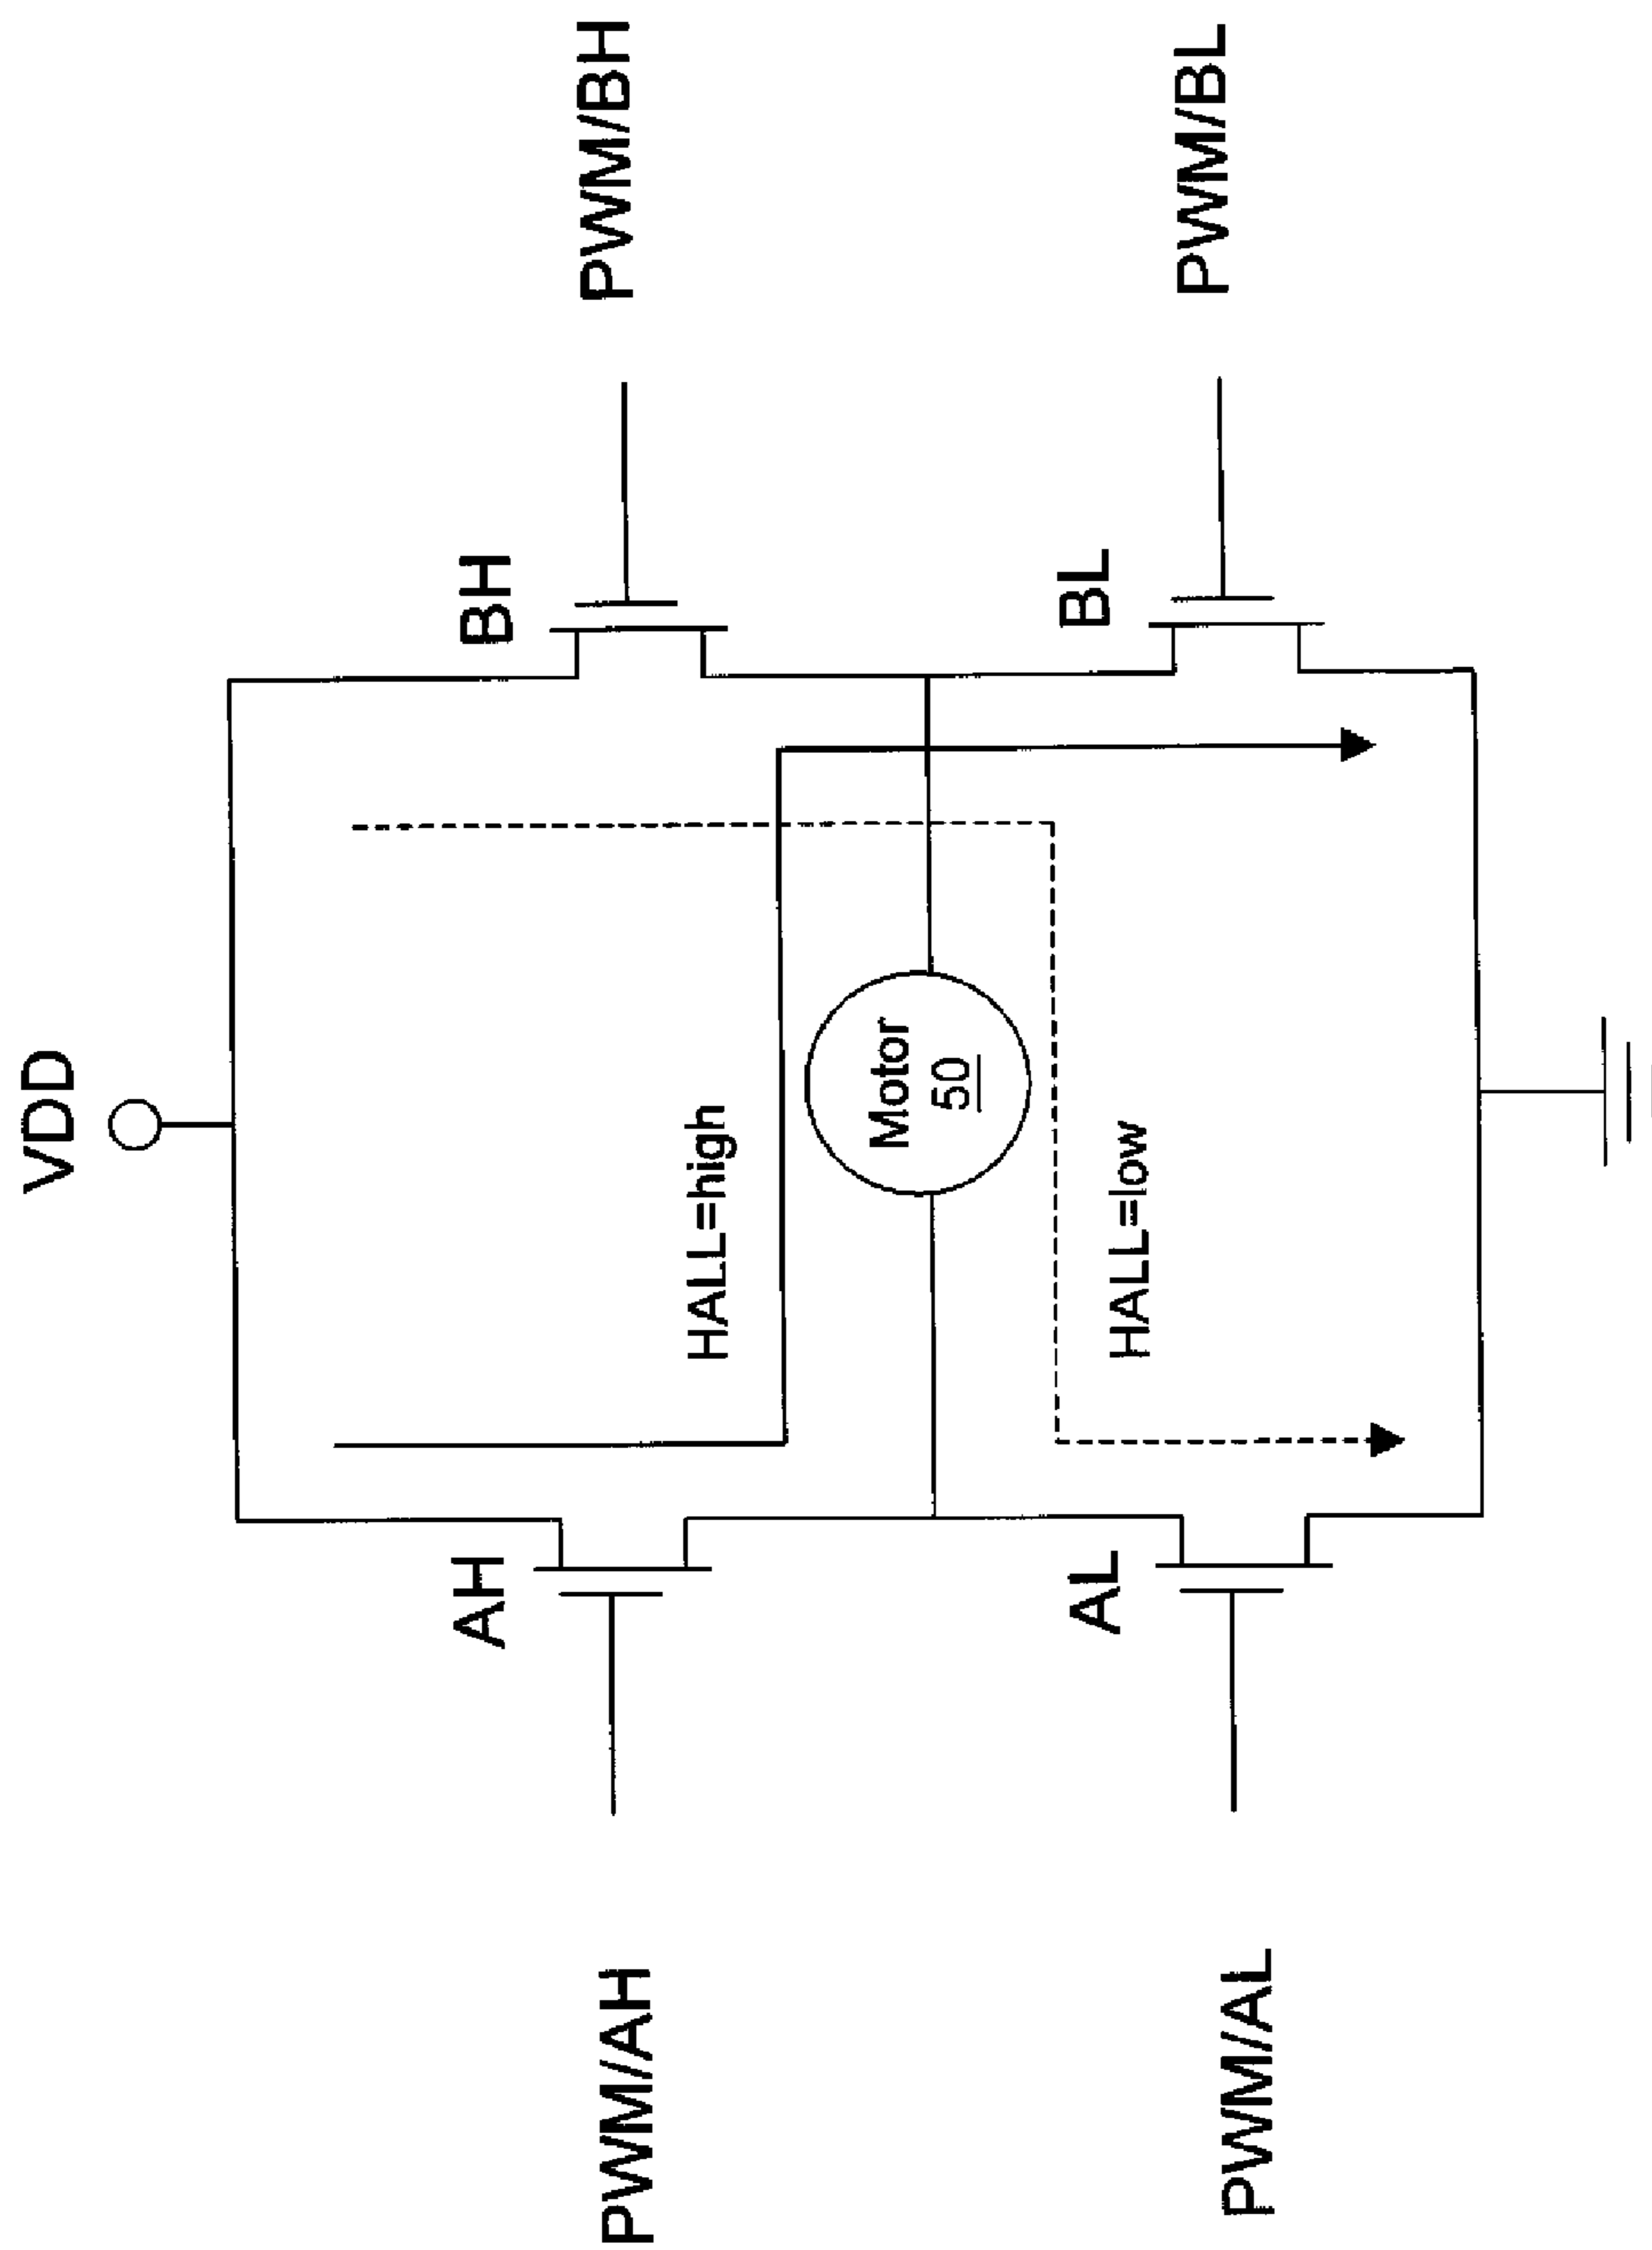 VDD
AH
BH
PWM/AH
PWM/BH
HALL=high
Motor
50
HALL=low
AL
BL
PWM/AL
PWM/BL